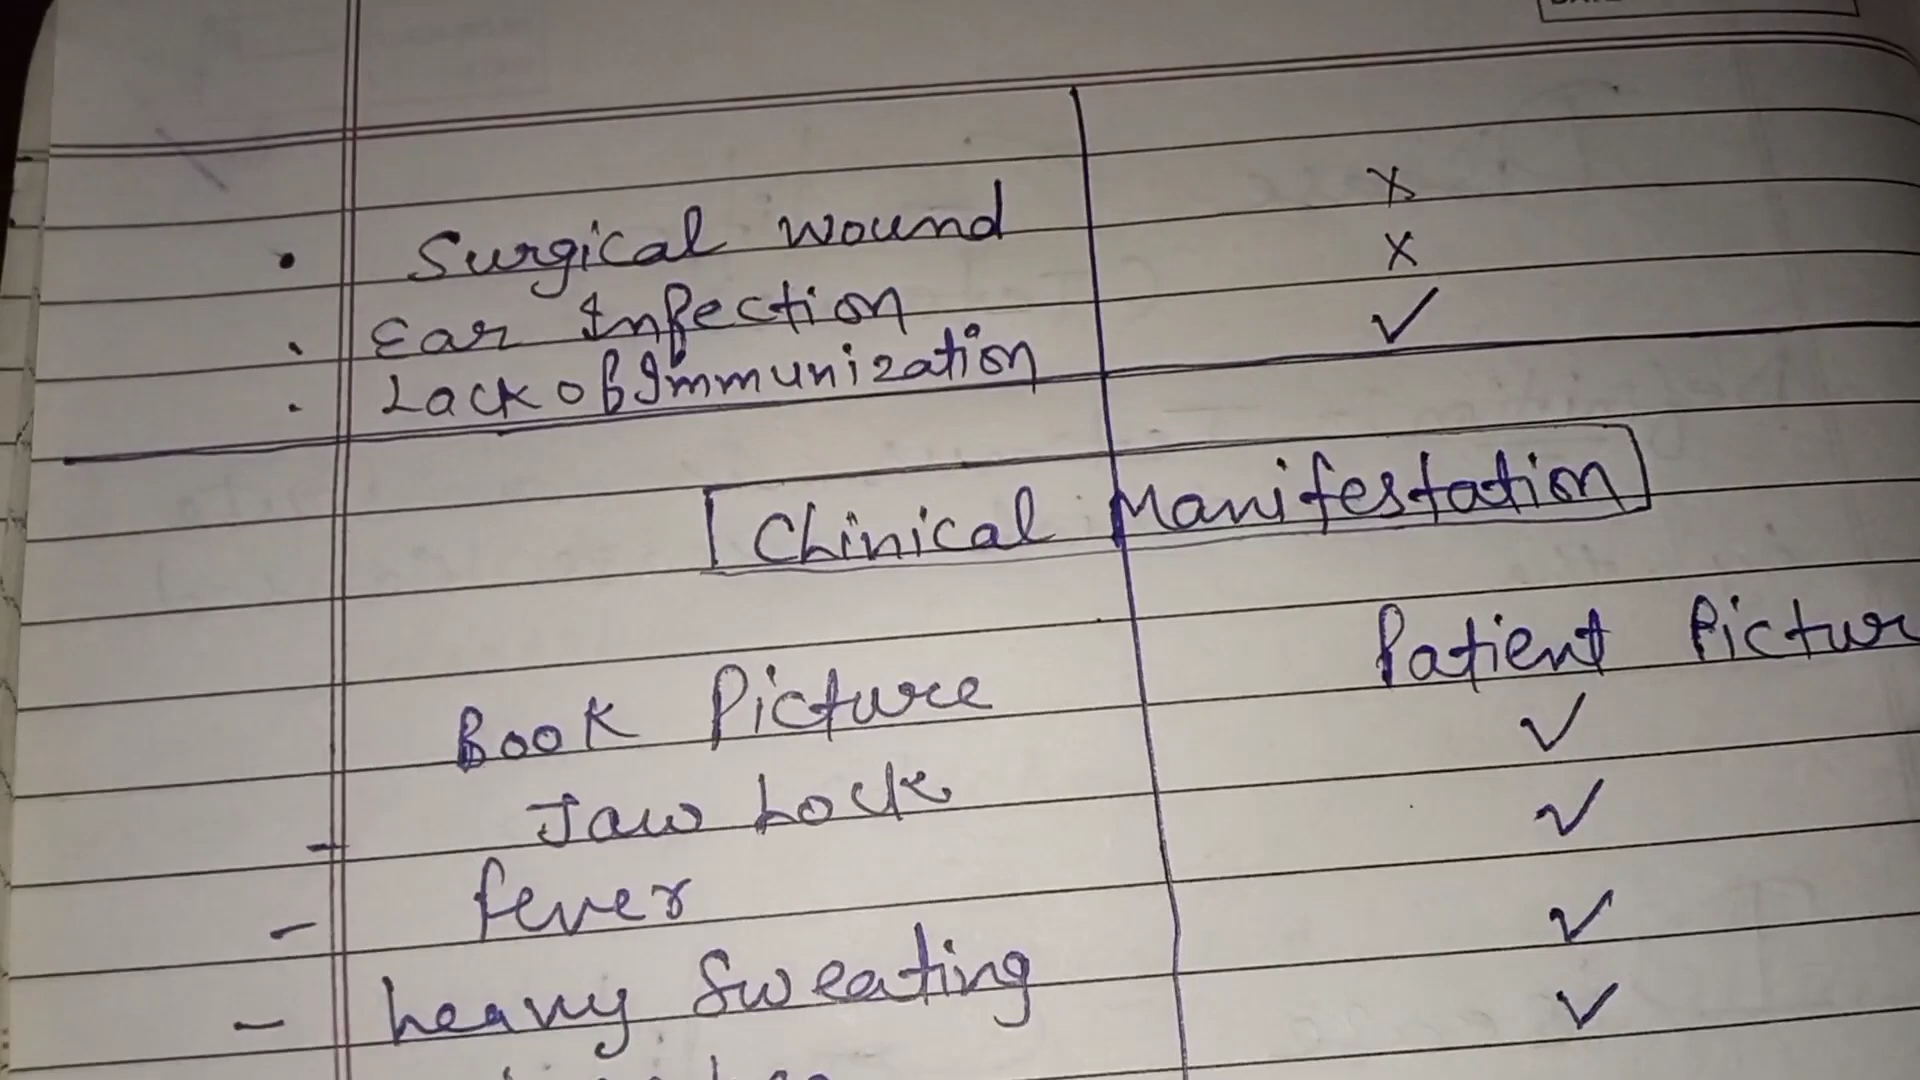 • Surgical wound x
• Ear Infection x
• Lack of Immunization ✓
Chinical Manifestation
Book Picture Patient Pictur
- Jaw Lock ✓
- fever ✓
- heavy Sweating ✓
✓